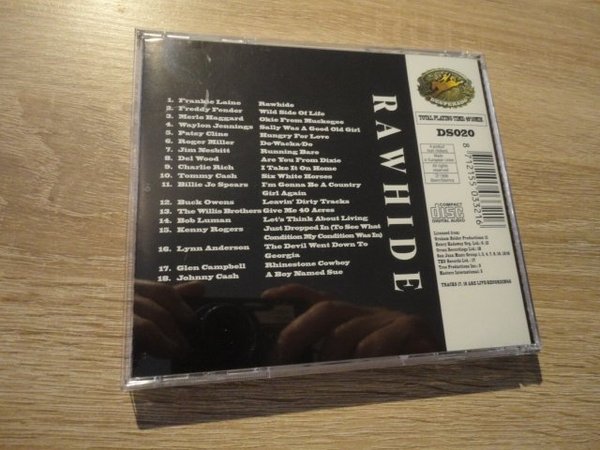 1. Frankie Laine Rawhide
2. Freddy Fender Wild Side Of Life
3. Merle Haggard Okie From Muskogee
4. Waylon Jennings Sally Was A Good Old Girl
5. Patsy Cline Hungry For Love
6. Roger Miller Do-Wacka-Do
7. Jim Nesbitt Running Bare
8. Del Wood Are You From Dixie
9. Charlie Rich I Take It On Home
10. Tommy Cash Six White Horses
11. Billie Jo Spears I'm Gonna Be A Country
Girl Again
12. Buck Owens Leavin' Dirty Tracks
13. The Willis Brothers Give Me 40 Acres
14. Bob Luman Let's Think About Living
15. Kenny Rogers Just Dropped In (To See What
Condition My Condition Was In)
16. Lynn Anderson The Devil Went Down To
Georgia
17. Glen Campbell Rhinestone Cowboy
18. Johnny Cash A Boy Named Sue
RAWHIDE
DESPERADO
TOTAL PLAYING TIME:
DS020
COMPACT
disc
DIGITAL AUDIO
Licensed from:
TRACKS 17, 18 ARE LIVE RECORDINGS